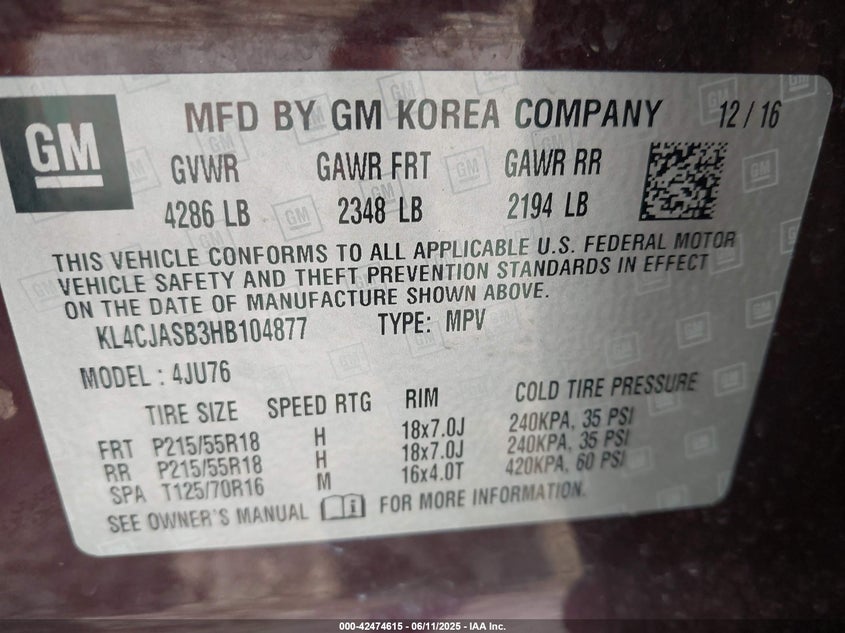 GM
MFD BY GM KOREA COMPANY 12 / 16
GVWR GAWR FRT GAWR RR
4286 LB 2348 LB 2194 LB
THIS VEHICLE CONFORMS TO ALL APPLICABLE U.S. FEDERAL MOTOR
VEHICLE SAFETY AND THEFT PREVENTION STANDARDS IN EFFECT
ON THE DATE OF MANUFACTURE SHOWN ABOVE.
KL4CJASB3HB104877 TYPE: MPV
MODEL : 4JU76
TIRE SIZE SPEED RTG RIM COLD TIRE PRESSURE
FRT P215/55R18 H 18x7.0J 240KPA, 35 PSI
RR P215/55R18 H 18x7.0J 240KPA, 35 PSI
SPA T125/70R16 M 16x4.0T 420KPA, 60 PSI
SEE OWNER'S MANUAL i FOR MORE INFORMATION.
000-42474615 - 06/11/2025 - IAA Inc.